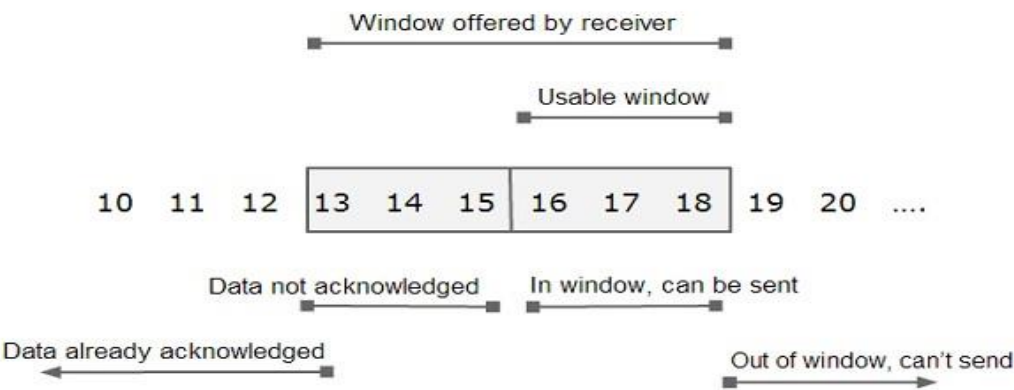 Window offered by receiver
Usable window
10 11 12 13 14 15 16 17 18 19 20 ....
Data not acknowledged In window, can be sent
Data already acknowledged
Out of window, can't send